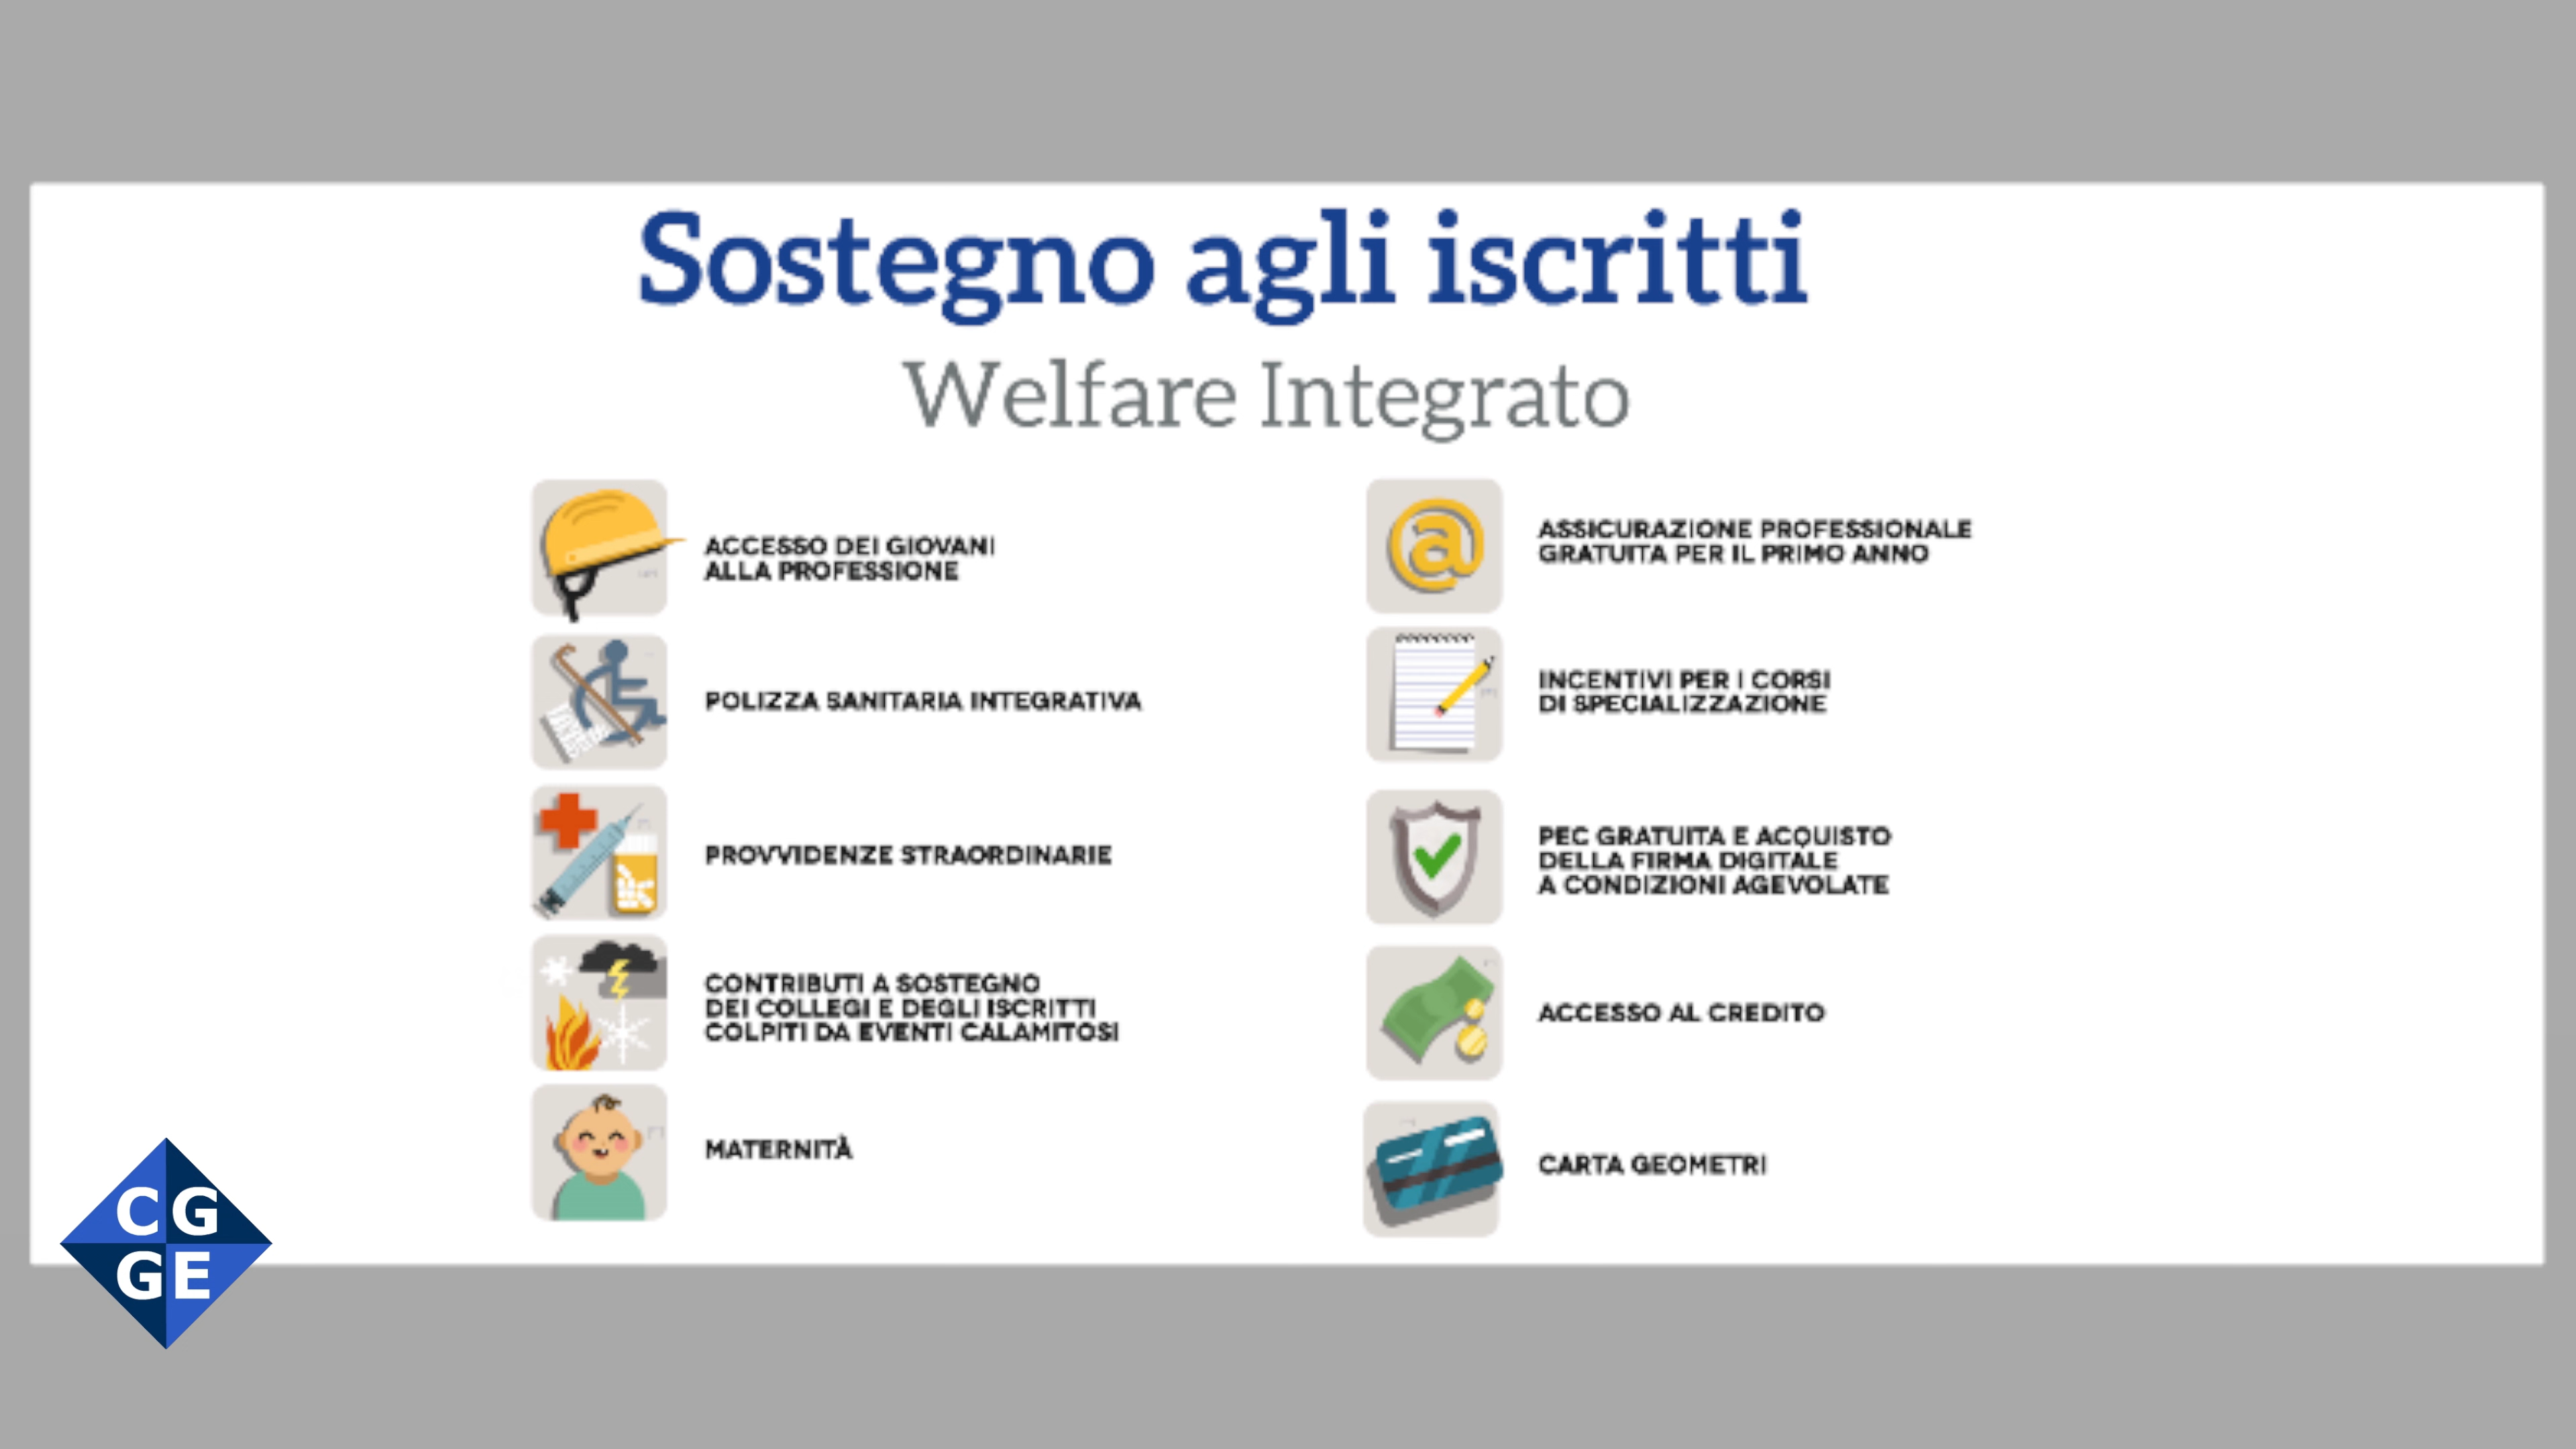 Sostegno agli iscritti
Welfare Integrato
ACCESSO DEI GIOVANI
ALLA PROFESSIONE
POLIZZA SANITARIA INTEGRATIVA
PROVVIDENZE STRAORDINARIE
CONTRIBUTI A SOSTEGNO
DEI COLLEGI E DEGLI ISCRITTI
COLPITI DA EVENTI CALAMITOSI
MATERNITÀ
ASSICURAZIONE PROFESSIONALE
GRATUITA PER IL PRIMO ANNO
INCENTIVI PER I CORSI
DI SPECIALIZZAZIONE
PEC GRATUITA E ACQUISTO
DELLA FIRMA DIGITALE
A CONDIZIONI AGEVOLATE
ACCESSO AL CREDITO
CARTA GEOMETRI
CG
GE